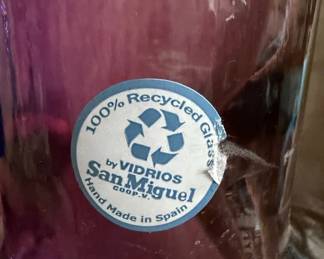 100% Recycled Glass
by VIDRIOS
San Miguel
COOP.V.
Hand Made in Spain